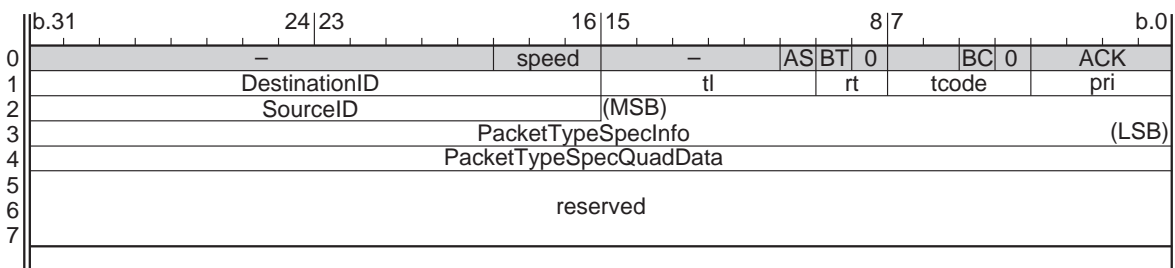 b.31 24 23 16 15 8 7 b.0
0 – speed – AS BT 0 BC 0 ACK
1 DestinationID tl rt tcode pri
2 SourceID (MSB)
3 PacketTypeSpecInfo (LSB)
4 PacketTypeSpecQuadData
5
6 reserved
7